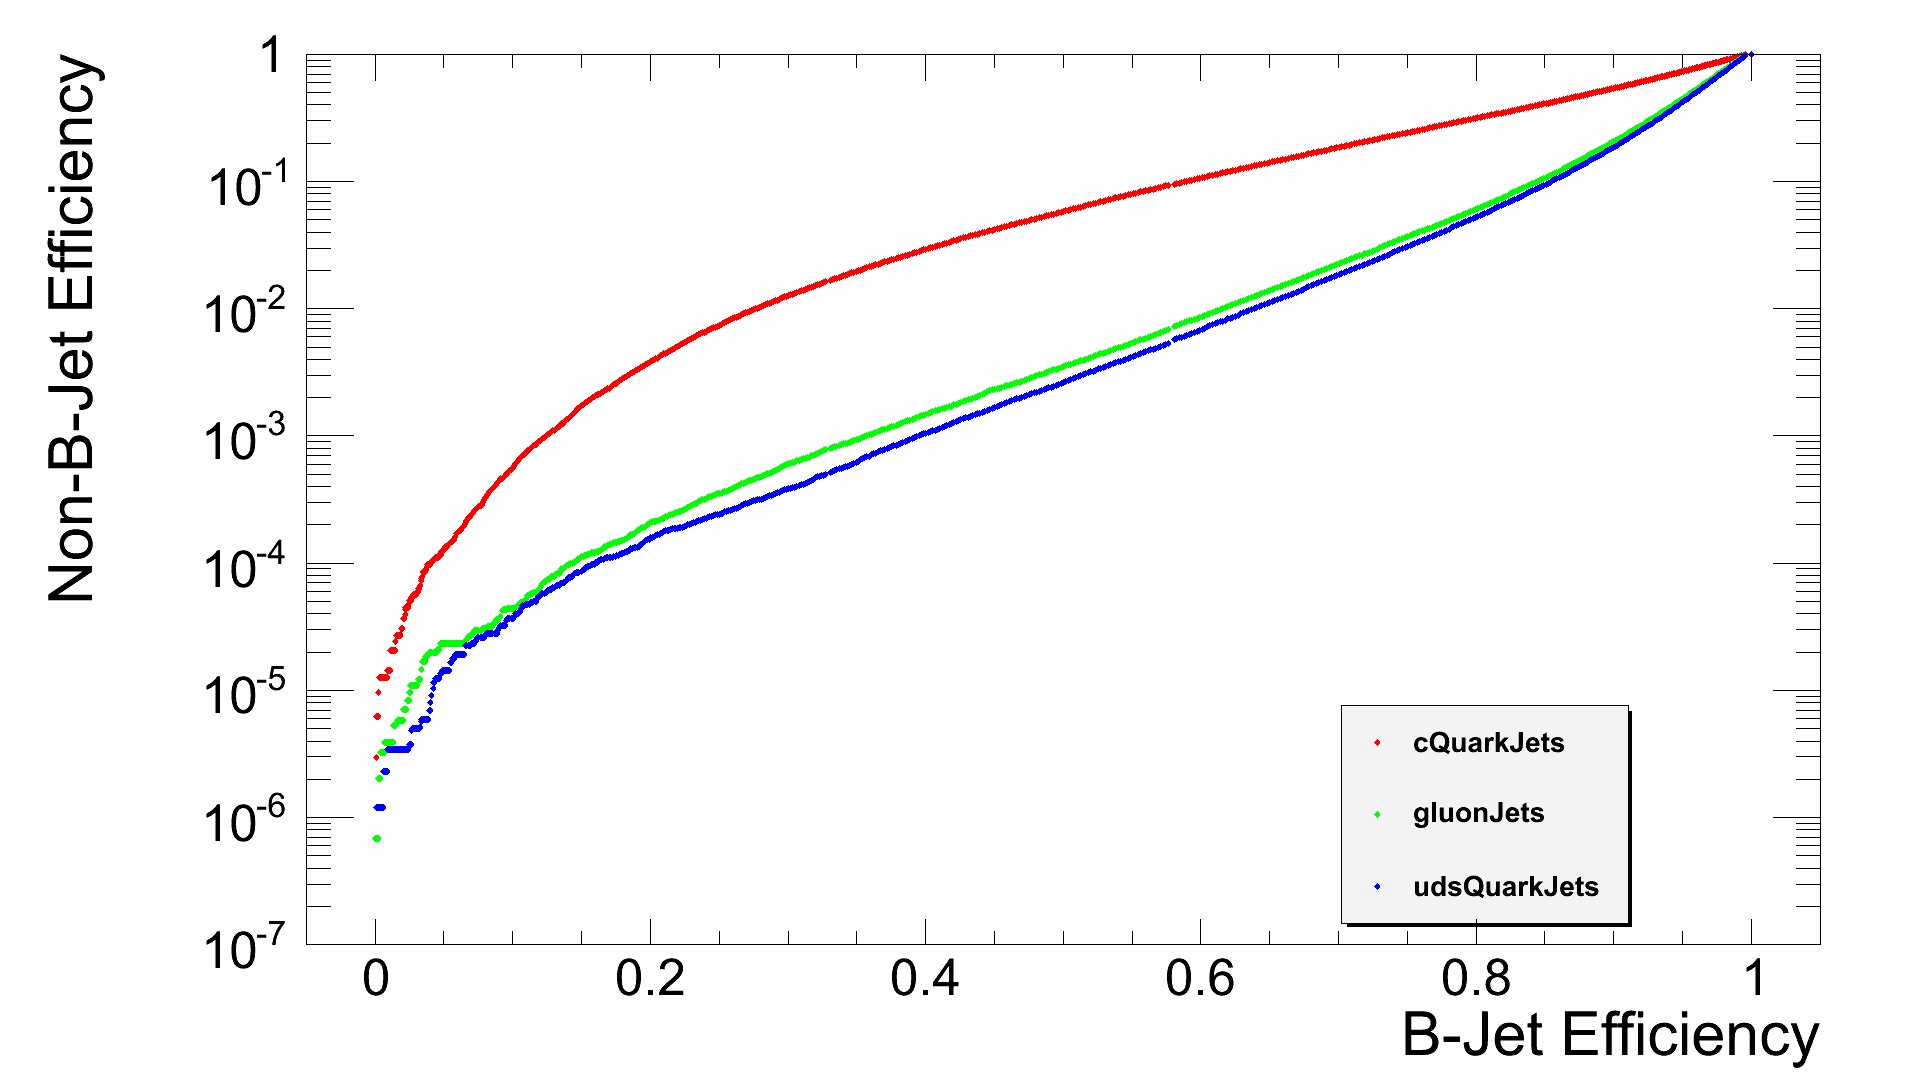 Non-B-Jet Efficiency
1
10-1
10-2
10-3
10-4
10-5
10-6
10-7
cQuarkJets
gluonJets
udsQuarkJets
0 0.2 0.4 0.6 0.8 1
B-Jet Efficiency